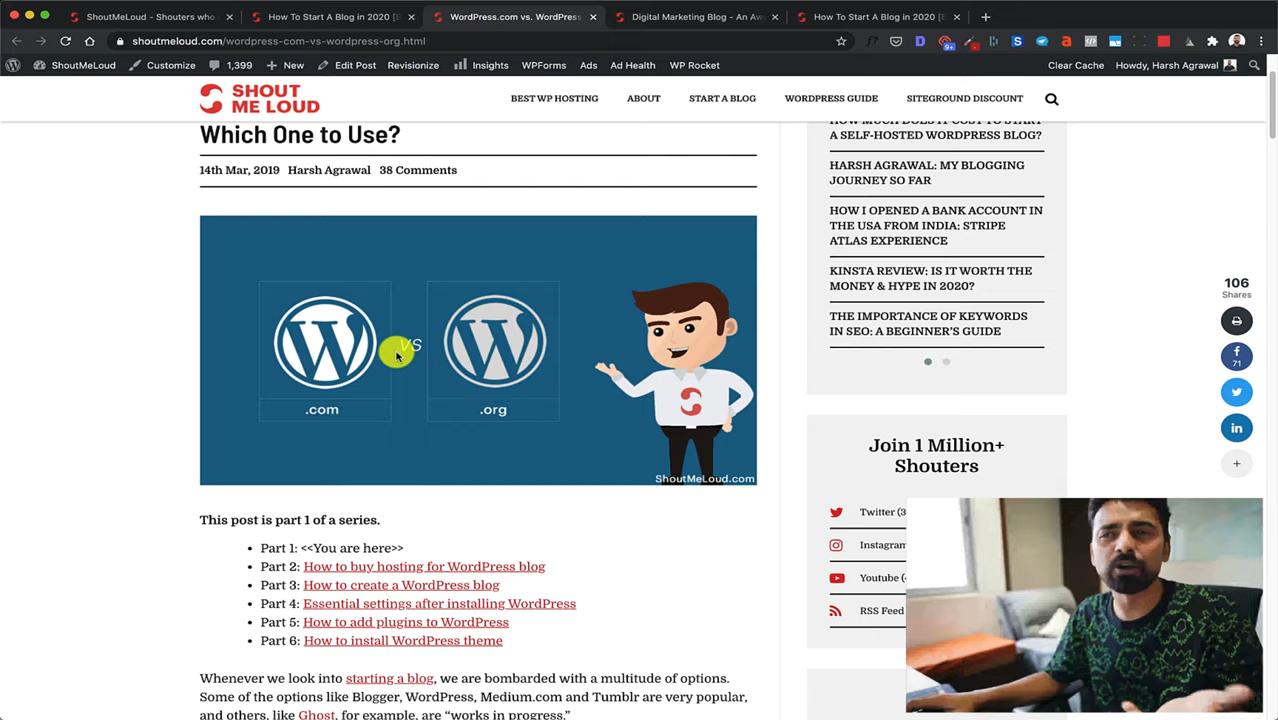 ShoutMeLoud - Shouters who
How To Start A Blog in 2020 [B
WordPress.com vs. WordPress
Digital Marketing Blog - An Aw
How To Start A Blog in 2020 [B
shoutmeloud.com/wordpress-com-vs-wordpress-org.html
ShoutMeLoud Customize 1,399 New Edit Post Revisionize Insights WPForms Ads Ad Health WP Rocket Clear Cache Howdy, Harsh Agrawal
SHOUT
ME LOUD
BEST WP HOSTING ABOUT START A BLOG WORDPRESS GUIDE SITEGROUND DISCOUNT
Which One to Use?
14th Mar, 2019 Harsh Agrawal 38 Comments
VS
.com
.org
ShoutMeLoud.com
This post is part 1 of a series.
• Part 1: <<You are here>>
• Part 2: How to buy hosting for WordPress blog
• Part 3: How to create a WordPress blog
• Part 4: Essential settings after installing WordPress
• Part 5: How to add plugins to WordPress
• Part 6: How to install WordPress theme
Whenever we look into starting a blog, we are bombarded with a multitude of options.
Some of the options like Blogger, WordPress, Medium.com and Tumblr are very popular,
and others, like Ghost, for example, are “works in progress.”
HOW MUCH DOES IT COST TO START
A SELF-HOSTED WORDPRESS BLOG?
HARSH AGRAWAL: MY BLOGGING
JOURNEY SO FAR
HOW I OPENED A BANK ACCOUNT IN
THE USA FROM INDIA: STRIPE
ATLAS EXPERIENCE
KINSTA REVIEW: IS IT WORTH THE
MONEY & HYPE IN 2020?
THE IMPORTANCE OF KEYWORDS
IN SEO: A BEGINNER'S GUIDE
Join 1 Million+
Shouters
Twitter (3
Instagram
Youtube (
RSS Feed
106
Shares
71